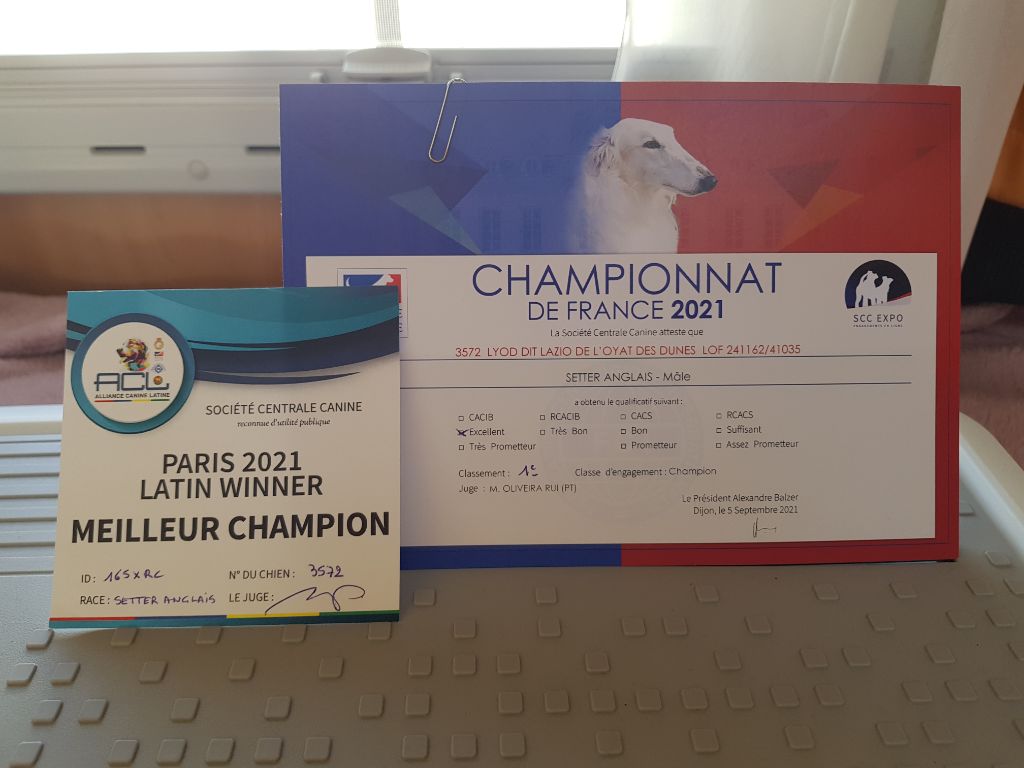 CHAMPIONNAT
DE FRANCE 2021
SCC EXPO
La Société Centrale Canine atteste que
3572 LYOD DIT LAZIO DE L'OYAT DES DUNES LOF 241162/41035
SETTER ANGLAIS - Mâle
a obtenu le qualificatif suivant :
CACIB RCACIB CACS RCACS
Excellent Très Bon Bon Suffisant
Très Prometteur Prometteur Assez Prometteur
Classement : 1e Classe d'engagement : Champion
Juge : M. OLIVEIRA RUI (PT)
Le Président Alexandre Balzer
Dijon, le 5 Septembre 2021
ACL
ALLIANCE CANINE LATINE
SOCIÉTÉ CENTRALE CANINE
reconnue d'utilité publique
PARIS 2021
LATIN WINNER
MEILLEUR CHAMPION
ID : 165XRC N° DU CHIEN : 3572
RACE : SETTER ANGLAIS LE JUGE :